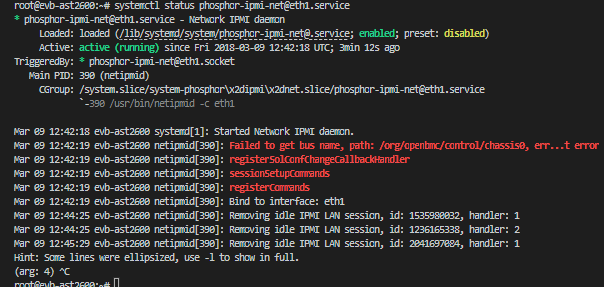 root@evb-ast2600:~# systemctl status phosphor-ipmi-net@eth1.service
* phosphor-ipmi-net@eth1.service - Network IPMI daemon
Loaded: loaded (/lib/systemd/system/phosphor-ipmi-net@.service; enabled; preset: disabled)
Active: active (running) since Fri 2018-03-09 12:42:18 UTC; 3min 12s ago
TriggeredBy: * phosphor-ipmi-net@eth1.socket
Main PID: 390 (netipmid)
CGroup: /system.slice/system-phosphor\x2dipmi\x2dnet.slice/phosphor-ipmi-net@eth1.service
`-390 /usr/bin/netipmid -c eth1
Mar 09 12:42:18 evb-ast2600 systemd[1]: Started Network IPMI daemon.
Mar 09 12:42:19 evb-ast2600 netipmid[390]: Failed to get bus name, path: /org/openbmc/control/chassis0, err...t error
Mar 09 12:42:19 evb-ast2600 netipmid[390]: registerSolConfChangeCallbackHandler
Mar 09 12:42:19 evb-ast2600 netipmid[390]: sessionSetupCommands
Mar 09 12:42:19 evb-ast2600 netipmid[390]: registerCommands
Mar 09 12:42:19 evb-ast2600 netipmid[390]: Bind to interface: eth1
Mar 09 12:44:25 evb-ast2600 netipmid[390]: Removing idle IPMI LAN session, id: 1535980032, handler: 1
Mar 09 12:44:29 evb-ast2600 netipmid[390]: Removing idle IPMI LAN session, id: 1236165338, handler: 2
Mar 09 12:45:29 evb-ast2600 netipmid[390]: Removing idle IPMI LAN session, id: 2041697084, handler: 1
Hint: Some lines were ellipsized, use -l to show in full.
(arg: 4) ^C
root@evb-ast2600:~#